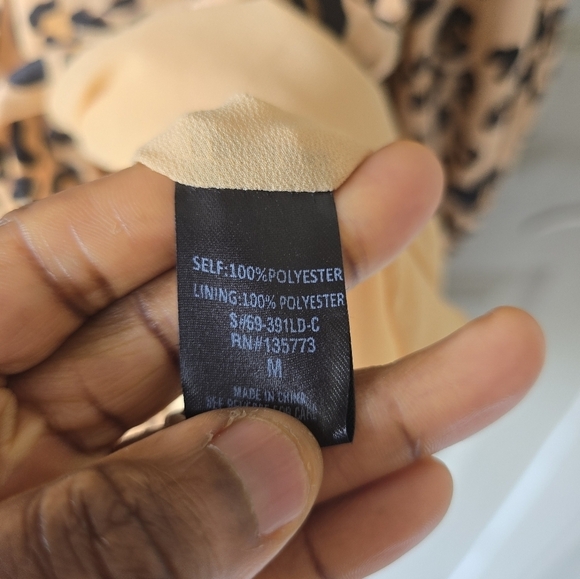 SELF:100%POLYESTER
LINING:100% POLYESTER
S#69-391LD-C
RN#135773
M
MADE IN CHINA